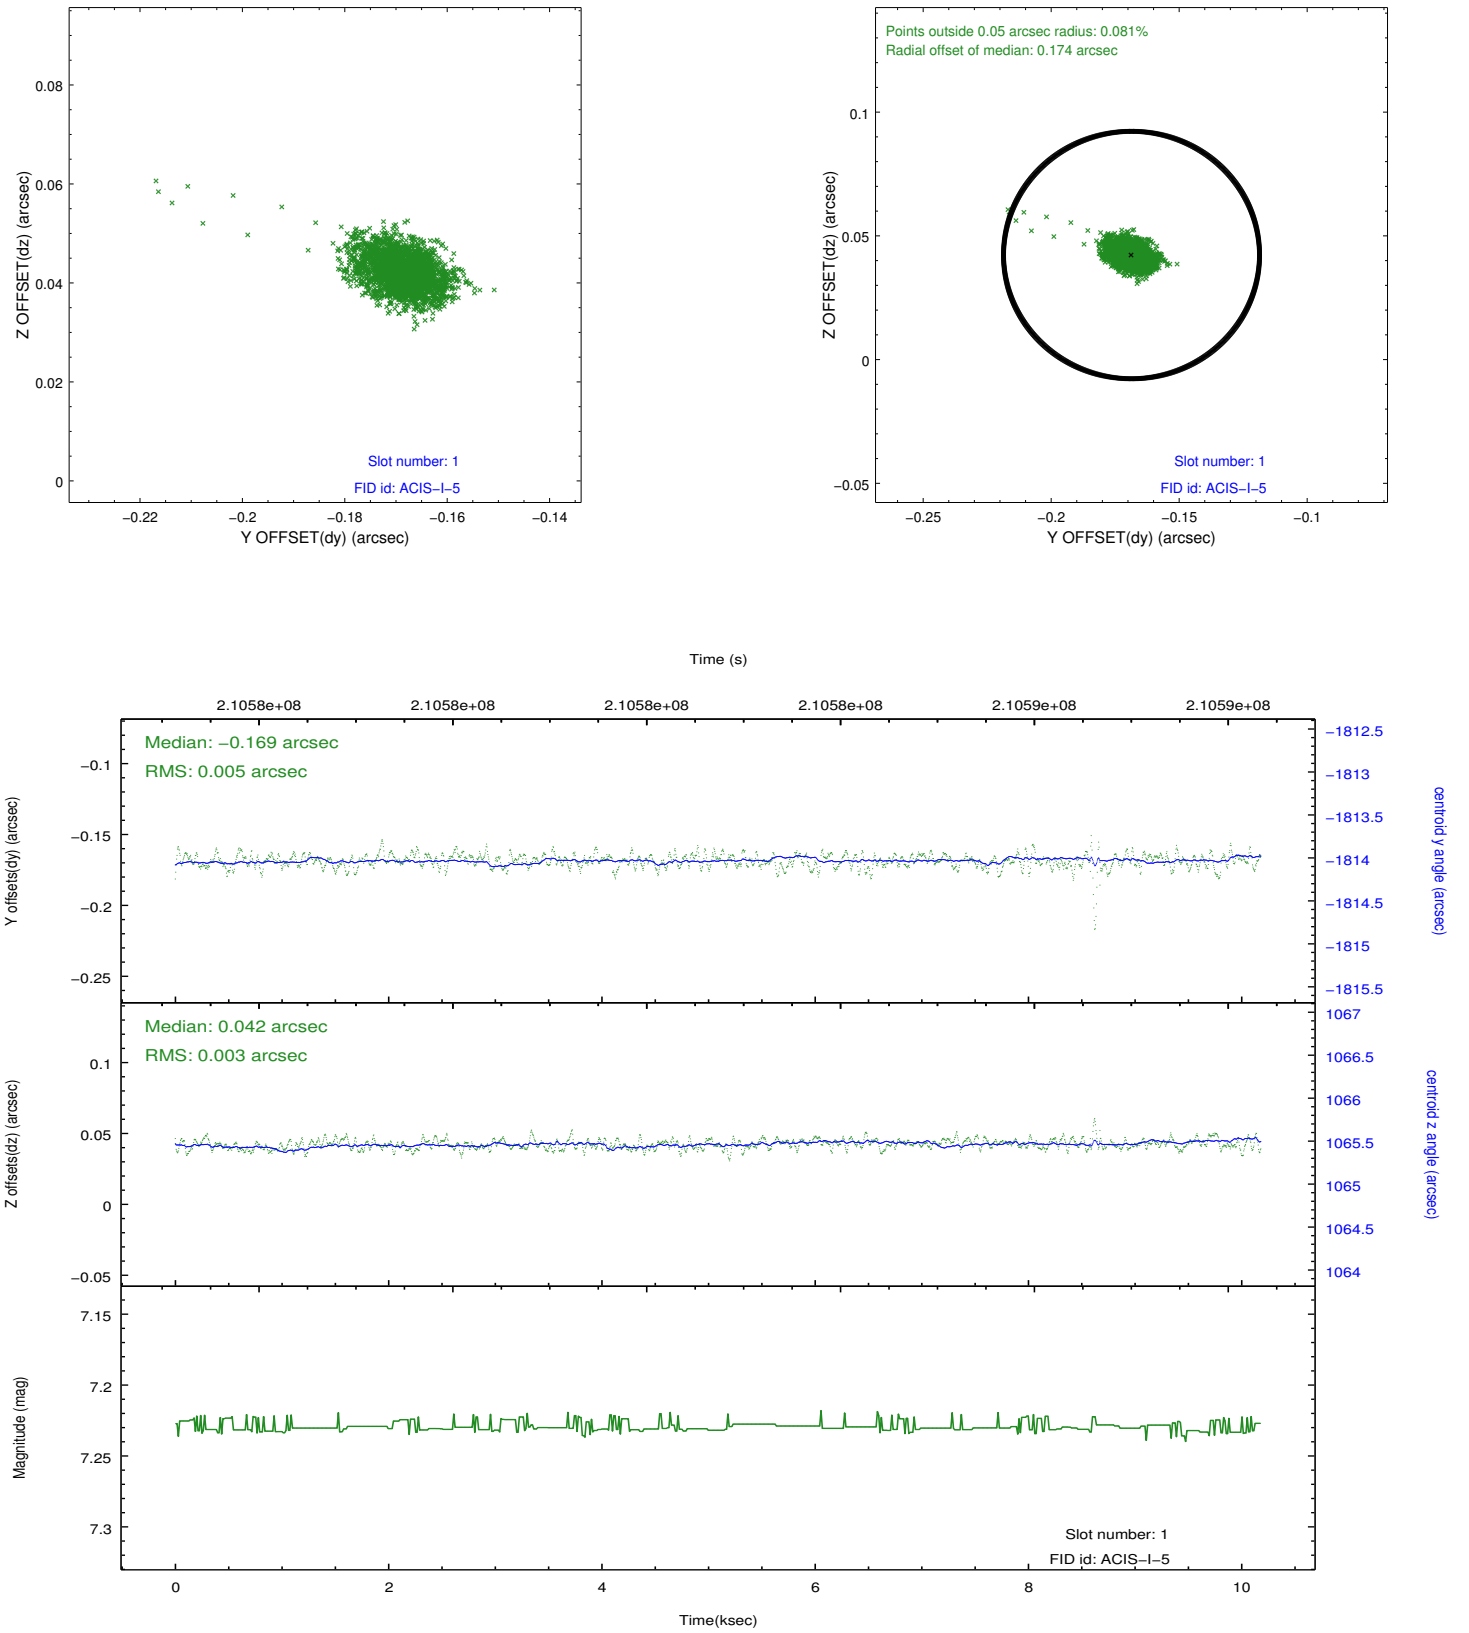 0.08
0.06
0.04
0.02
0
Z OFFSET(dz) (arcsec)
Slot number: 1
FID id: ACIS−I−5
−0.22 −0.2 −0.18 −0.16 −0.14
Y OFFSET(dy) (arcsec)
Points outside 0.05 arcsec radius: 0.081%
Radial offset of median: 0.174 arcsec
0.1
0.05
0
−0.05
Z OFFSET(dz) (arcsec)
Slot number: 1
FID id: ACIS−I−5
−0.25 −0.2 −0.15 −0.1
Y OFFSET(dy) (arcsec)
Time (s)
2.1058e+08 2.1058e+08 2.1058e+08 2.1058e+08 2.1059e+08 2.1059e+08
Median: −0.169 arcsec
RMS: 0.005 arcsec
−0.1
−0.15
−0.2
−0.25
Y offsets(dy) (arcsec)
−1812.5
−1813
−1813.5
−1814
−1814.5
−1815
−1815.5
centroid y angle (arcsec)
Median: 0.042 arcsec
RMS: 0.003 arcsec
0.1
0.05
0
−0.05
Z offsets(dz) (arcsec)
1067
1066.5
1066
1065.5
1065
1064.5
1064
centroid z angle (arcsec)
7.15
7.2
7.25
7.3
Magnitude (mag)
Slot number: 1
FID id: ACIS−I−5
0 2 4 6 8 10
Time(ksec)